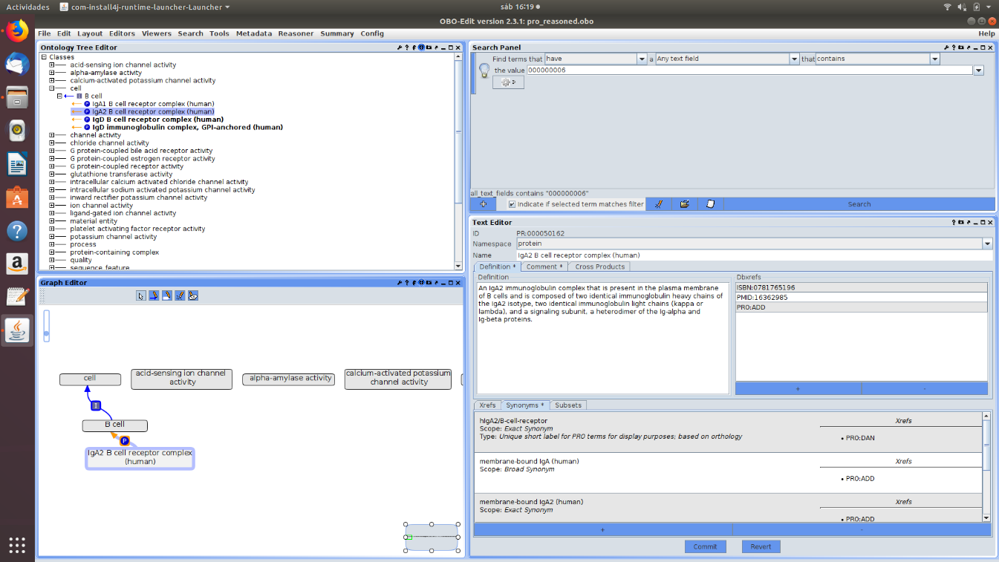 Actividades
com-install4j-runtime-launcher-Launcher
sáb 16:19
OBO-Edit version 2.3.1: pro_reasoned.obo
File Edit Layout Editors Viewers Search Tools Metadata Reasoner Summary Config Help
Ontology Tree Editor
Classes
acid-sensing ion channel activity
alpha-amylase activity
calcium-activated potassium channel activity
cell
I B cell
P IgA1 B cell receptor complex (human)
P IgA2 B cell receptor complex (human)
P IgD B cell receptor complex (human)
P IgD immunoglobulin complex, GPI-anchored (human)
channel activity
chloride channel activity
G protein-coupled bile acid receptor activity
G protein-coupled estrogen receptor activity
G protein-coupled receptor activity
glutathione transferase activity
intracellular calcium activated chloride channel activity
intracellular sodium activated potassium channel activity
inward rectifier potassium channel activity
ion channel activity
ligand-gated ion channel activity
material entity
platelet activating factor receptor activity
potassium channel activity
process
protein-containing complex
quality
sequence_feature
Graph Editor
cell
acid-sensing ion channel
activity
alpha-amylase activity
calcium-activated potassium
channel activity
I
B cell
P
IgA2 B cell receptor complex
(human)
Search Panel
Find terms that have a Any text field that contains
the value 000000006
all_text_fields contains "000000006"
Indicate if selected term matches filter
Search
Text Editor
ID PR:000050162
Namespace protein
Name IgA2 B cell receptor complex (human)
Definition * Comment * Cross Products
Definition
An IgA2 immunoglobulin complex that is present in the plasma membrane
of B cells and is composed of two identical immunoglobulin heavy chains of
the IgA2 isotype, two identical immunoglobulin light chains (kappa or
lambda), and a signaling subunit, a heterodimer of the Ig-alpha and
Ig-beta proteins.
Dbxrefs
ISBN:0781765196
PMID:16362985
PRO:ADD
+ -
Xrefs Synonyms * Subsets
hIgA2/B-cell-receptor
Scope: Exact Synonym
Type: Unique short label for PRO terms for display purposes; based on orthology
Xrefs
• PRO:DAN
membrane-bound IgA (human)
Scope: Broad Synonym
Xrefs
• PRO:ADD
membrane-bound IgA2 (human)
Scope: Exact Synonym
Xrefs
• PRO:ADD
+ -
Commit Revert